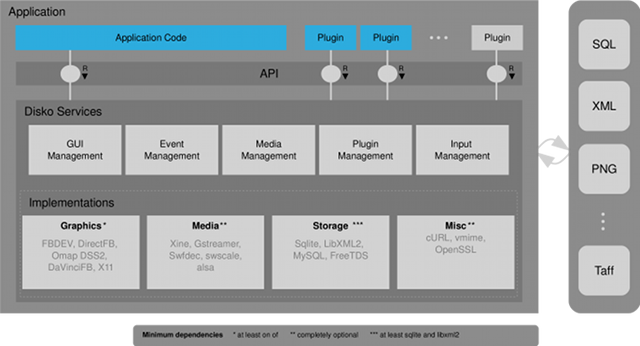 Application
Application Code
Plugin
Plugin
Plugin
R
R
R
R
API
Disko Services
GUI
Management
Event
Management
Media
Management
Plugin
Management
Input
Management
Implementations
Graphics *
FBDEV, DirectFB,
Omap DSS2,
DaVinciFB, X11
Media **
Xine, Gstreamer,
Swfdec, swscale,
alsa
Storage ***
Sqlite, LibXML2,
MySQL, FreeTDS
Misc **
cURL, vmime,
OpenSSL
SQL
XML
PNG
Taff
Minimum dependencies * at least on of ** completely optional *** at least sqlite and libxml2